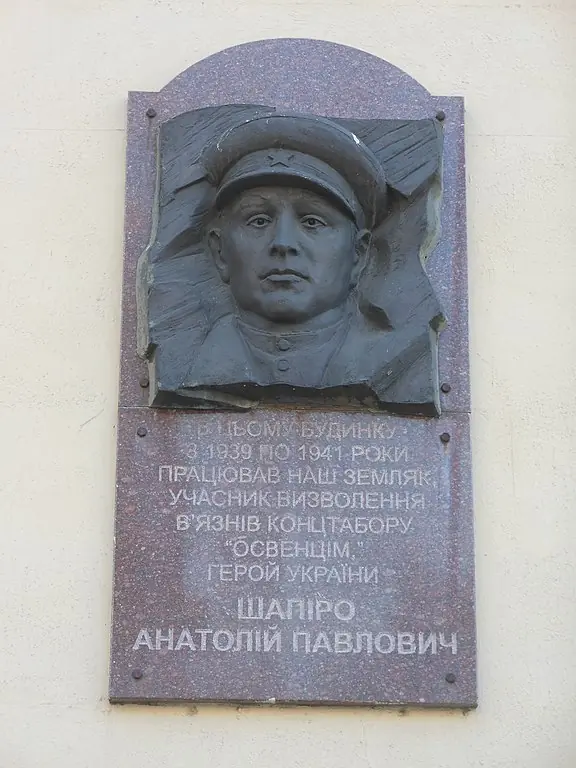 В ЦЬОМУ БУДИНКУ
З 1939 ПО 1941 РОКИ
ПРАЦЮВАВ НАШ ЗЕМЛЯК,
УЧАСНИК ВИЗВОЛЕННЯ
В'ЯЗНІВ КОНЦТАБОРУ
“ОСВЕНЦІМ,”
ГЕРОЙ УКРАЇНИ
ШАПІРО
АНАТОЛІЙ ПАВЛОВИЧ